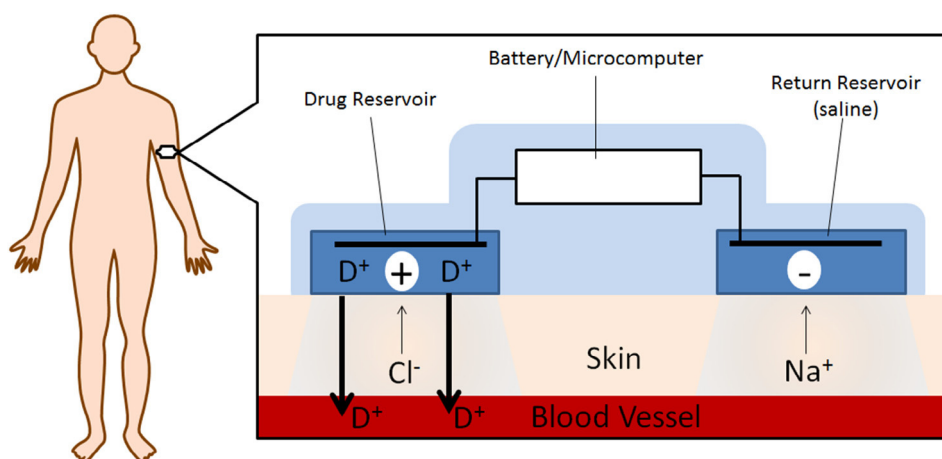 Battery/Microcomputer
Drug Reservoir
Return Reservoir
(saline)
D⁺ + D⁺
-
Cl⁻
Skin
Na⁺
D⁺ D⁺ Blood Vessel